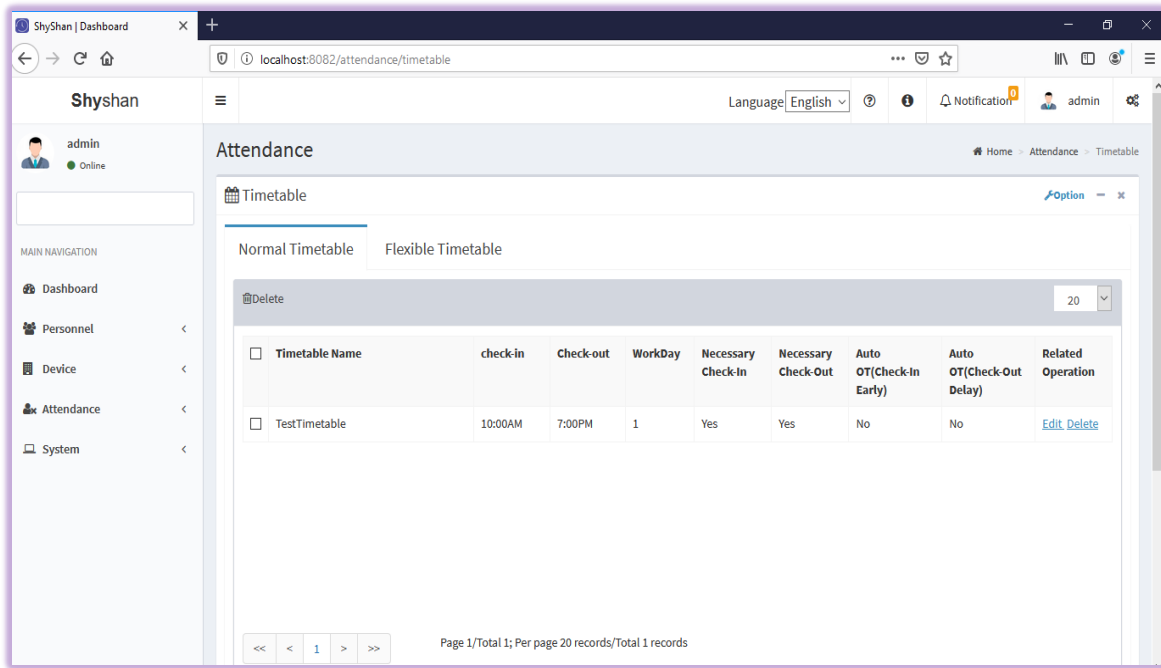 ShyShan | Dashboard
localhost:8082/attendance/timetable
Shyshan
Language English
Notification 0
admin
admin
Online
Attendance
Home > Attendance > Timetable
Timetable
Option
MAIN NAVIGATION
Dashboard
Personnel
Device
Attendance
System
Normal Timetable Flexible Timetable
Delete
20
Timetable Name check-in Check-out WorkDay Necessary Check-In Necessary Check-Out Auto OT(Check-In Early) Auto OT(Check-Out Delay) Related Operation
TestTimetable 10:00AM 7:00PM 1 Yes Yes No No Edit Delete
<< < 1 > >> Page 1/Total 1; Per page 20 records/Total 1 records